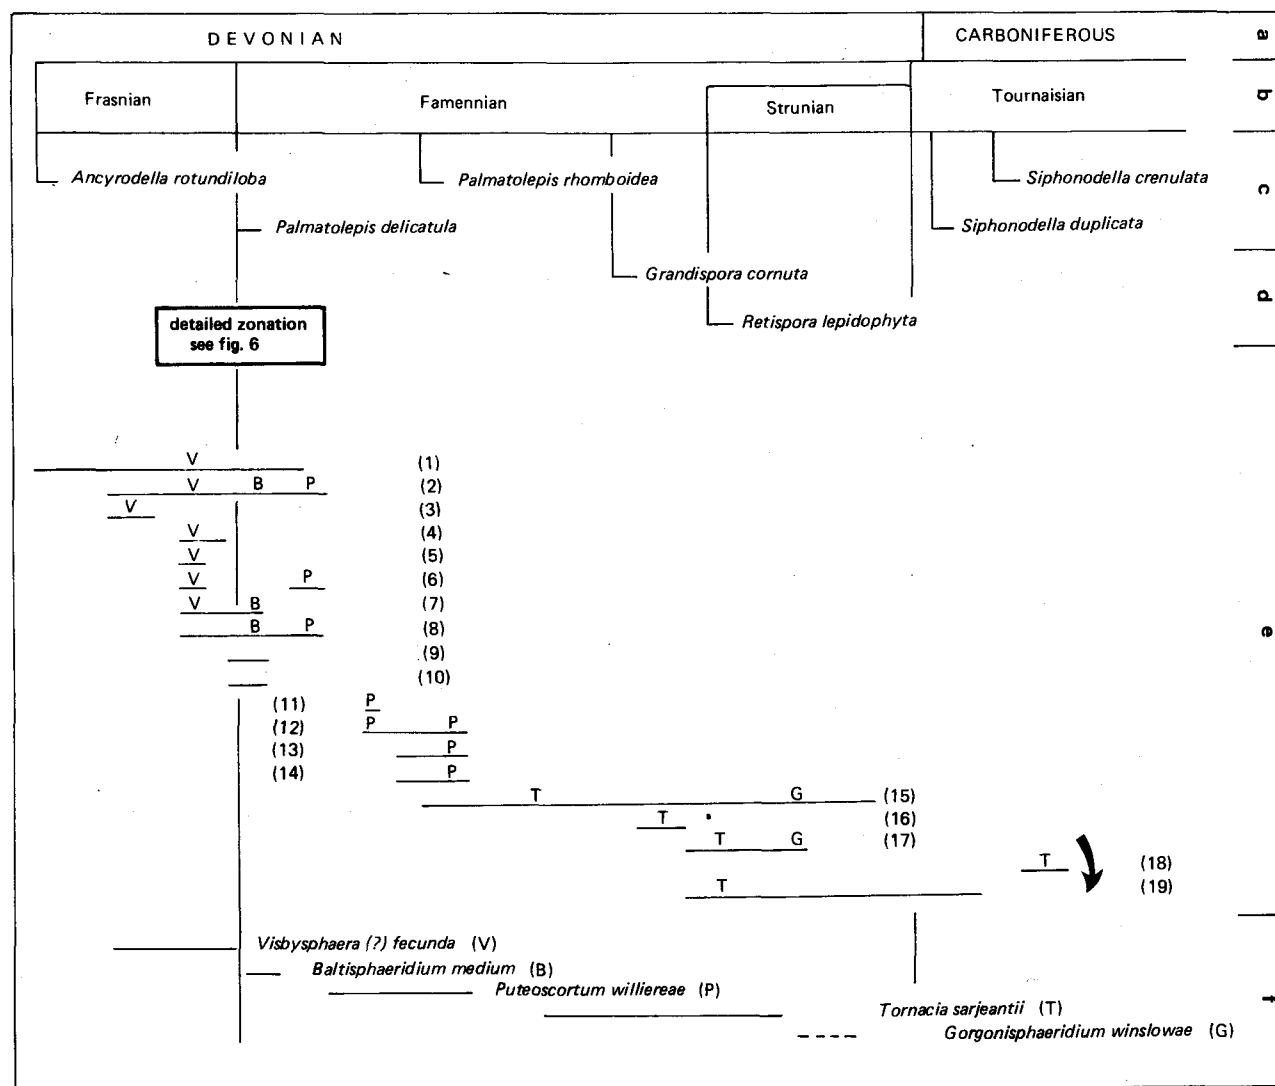 DEVONIAN CARBONIFEROUS a
Frasnian Famennian Strunian Tournaisian b
Ancyrodella rotundiloba Palmatolepis rhomboidea Siphonodella crenulata c
Palmatolepis delicatula Siphonodella duplicata
Grandispora cornuta
d
Retispora lepidophyta
detailed zonation
see fig. 6
V (1)
V B P (2)
V (3)
V (4)
V (5)
V P (6)
V B (7)
B P (8)
e
(9)
(10)
(11) P
(12) P P
(13) P
(14) P
T G (15)
T (16)
T G (17)
T (18)
T (19)
Visbysphaera (?) fecunda (V)
Baltisphaeridium medium (B)
Puteoscortum williereae (P)
f
Tornacia sarjeantii (T)
Gorgonisphaeridium winslowae (G)